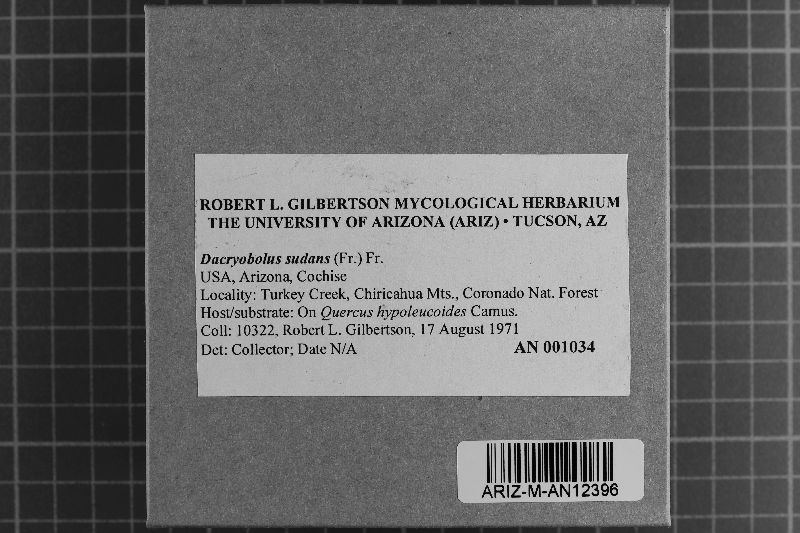 ROBERT L. GILBERTSON MYCOLOGICAL HERBARIUM
THE UNIVERSITY OF ARIZONA (ARIZ) • TUCSON, AZ
Dacryobolus sudans (Fr.) Fr.
USA, Arizona, Cochise
Locality: Turkey Creek, Chiricahua Mts., Coronado Nat. Forest
Host/substrate: On Quercus hypoleucoides Camus.
Coll: 10322, Robert L. Gilbertson, 17 August 1971
Det: Collector; Date N/A AN 001034
ARIZ-M-AN12396